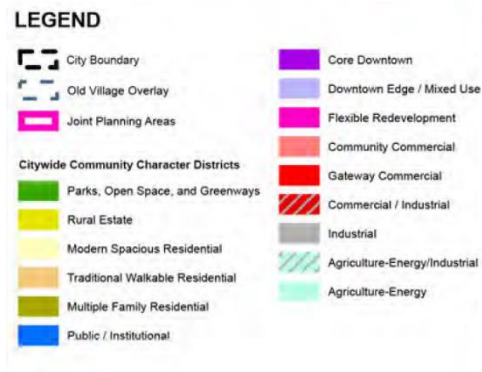 LEGEND
City Boundary
Old Village Overlay
Joint Planning Areas
Citywide Community Character Districts
Parks, Open Space, and Greenways
Rural Estate
Modern Spacious Residential
Traditional Walkable Residential
Multiple Family Residential
Public / Institutional
Core Downtown
Downtown Edge / Mixed Use
Flexible Redevelopment
Community Commercial
Gateway Commercial
Commercial / Industrial
Industrial
Agriculture-Energy/Industrial
Agriculture-Energy